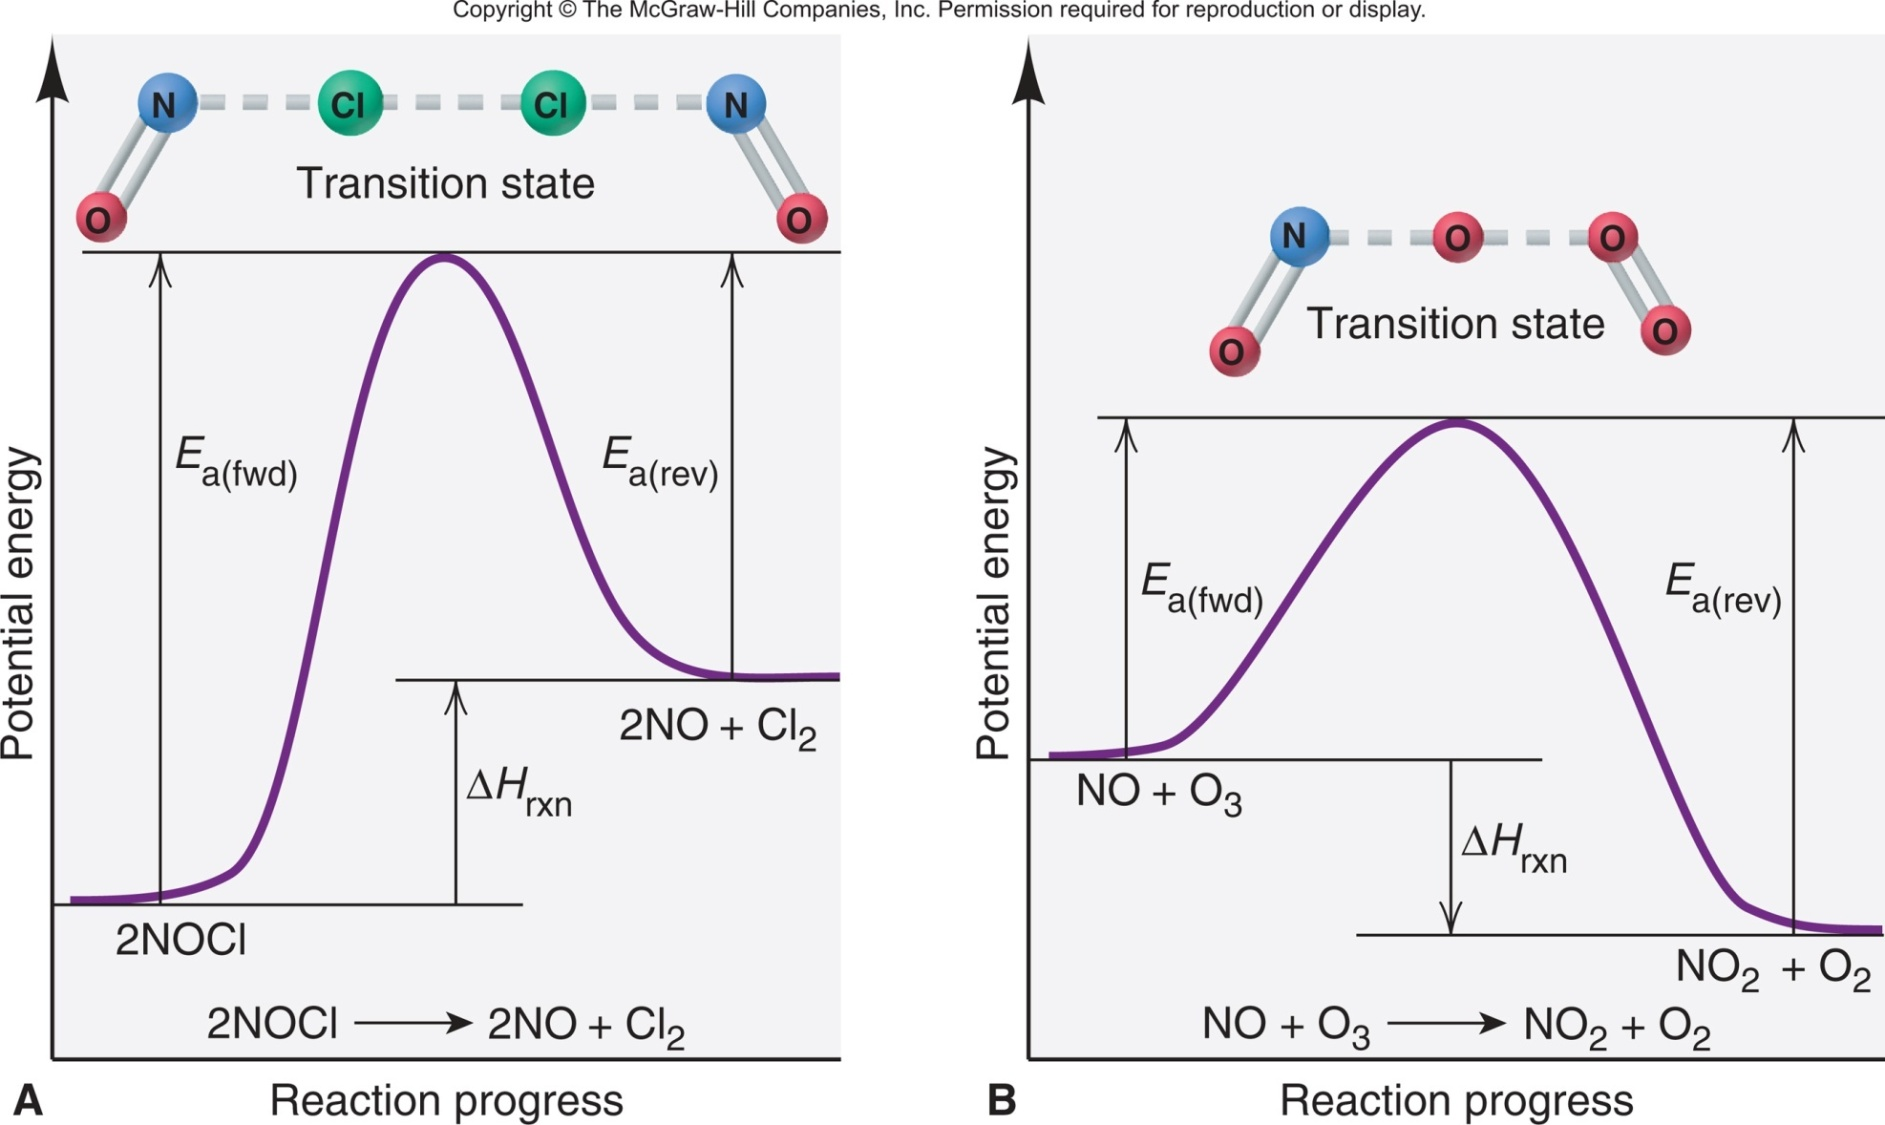 Copyright © The McGraw-Hill Companies, Inc. Permission required for reproduction or display.
N Cl Cl N
Transition state
O O
Ea(fwd)
Ea(rev)
Potential energy
2NO + Cl2
ΔHrxn
2NOCl
2NOCl ⟶ 2NO + Cl2
A
Reaction progress
N O O
Transition state
O
O
Ea(fwd)
Ea(rev)
Potential energy
NO + O3
ΔHrxn
NO2 + O2
NO + O3 ⟶ NO2 + O2
B
Reaction progress